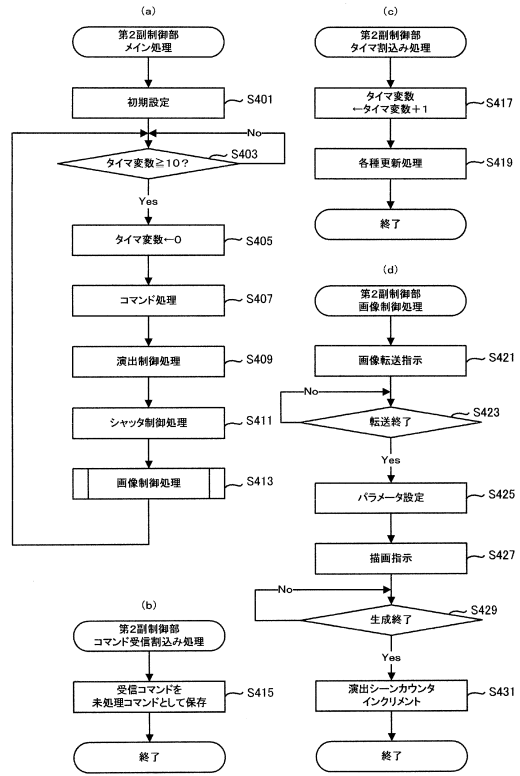 (a)
第2副制御部
メイン処理
初期設定
S401
No
タイマ変数≧10?
S403
Yes
タイマ変数←0
S405
コマンド処理
S407
演出制御処理
S409
シャッタ制御処理
S411
画像制御処理
S413
(b)
第2副制御部
コマンド受信割込み処理
受信コマンドを
未処理コマンドとして保存
S415
終了
(c)
第2副制御部
タイマ割込み処理
タイマ変数
←タイマ変数+1
S417
各種更新処理
S419
終了
(d)
第2副制御部
画像制御処理
画像転送指示
S421
No
転送終了
S423
Yes
パラメータ設定
S425
描画指示
S427
No
生成終了
S429
Yes
演出シーンカウンタ
インクリメント
S431
終了